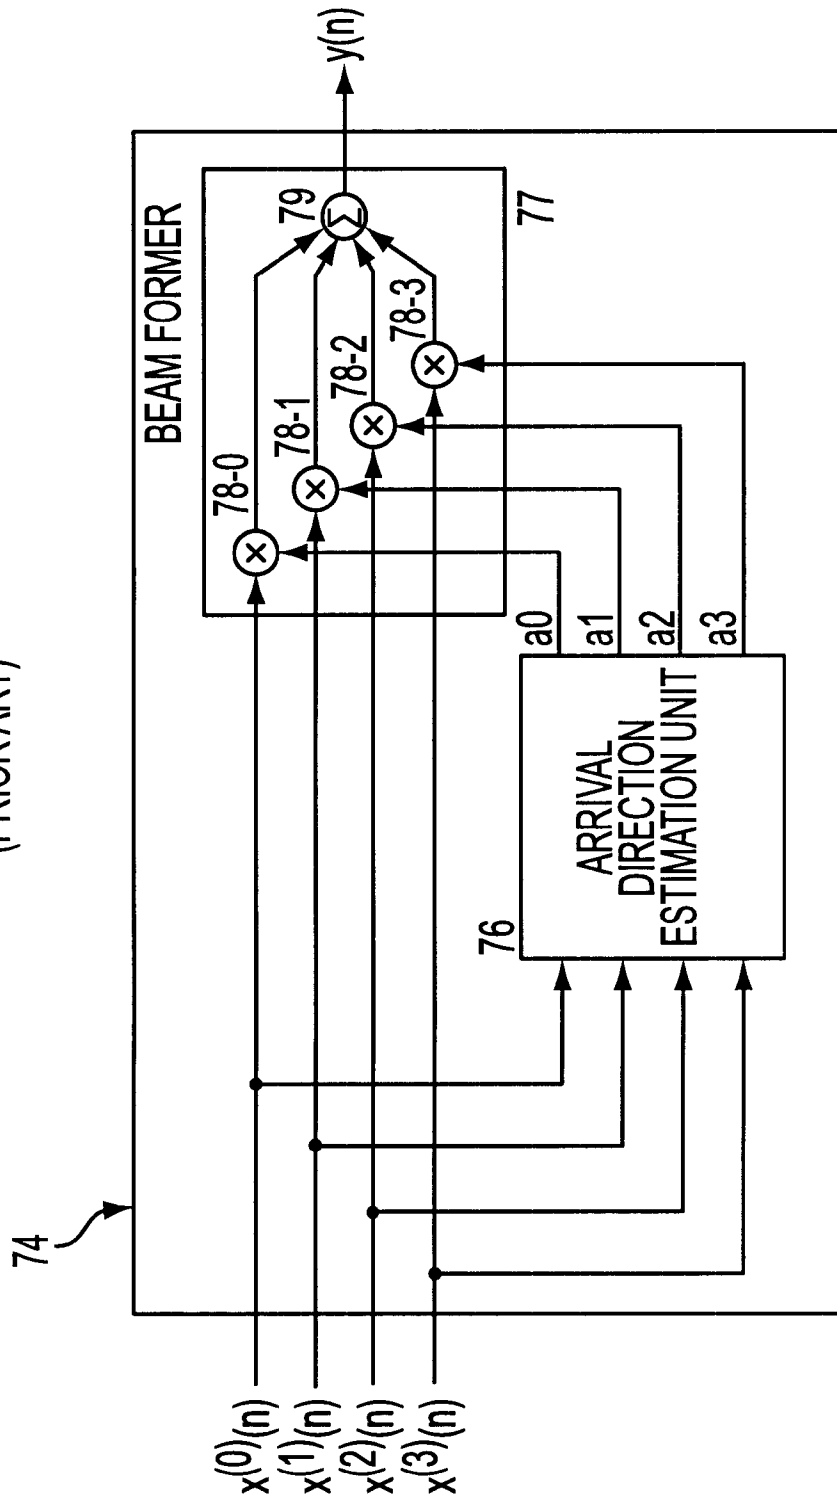 (PRIOR ART)
74
BEAM FORMER
x(0)(n)
x(1)(n)
x(2)(n)
x(3)(n)
78-0
78-1
78-2
78-3
79
Σ
y(n)
77
76
ARRIVAL
DIRECTION
ESTIMATION UNIT
a0
a1
a2
a3